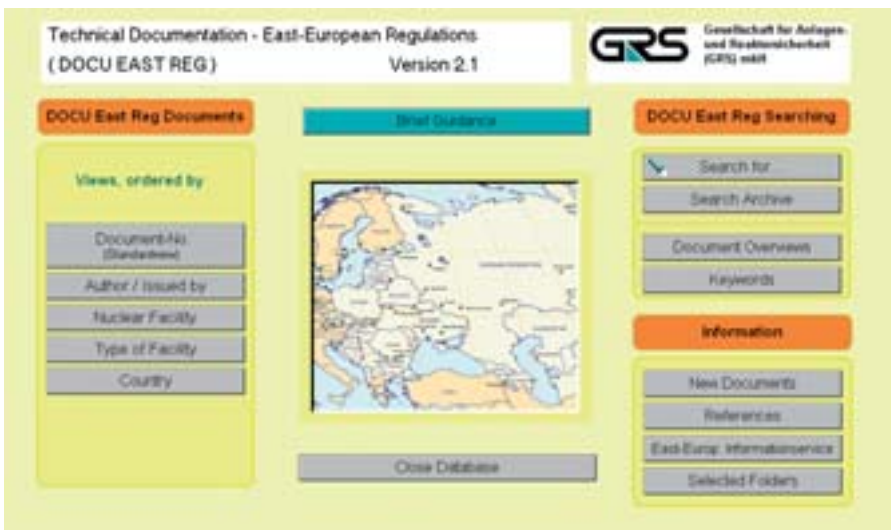 Technical Documentation - East-European Regulations
( DOCU EAST REG )
Version 2.1
GRS
Gesellschaft für Anlagen-
und Reaktorsicherheit
(GRS) mbH
DOCU East Reg Documents
Views, ordered by
Document-No.
(Standardview)
Author / Issued by
Nuclear Facility
Type of Facility
Country
Brief Guidance
Close Database
DOCU East Reg Searching
Search for
Search Archive
Document Overviews
Keywords
Information
New Documents
References
East-Europ. Informationservice
Selected Folders